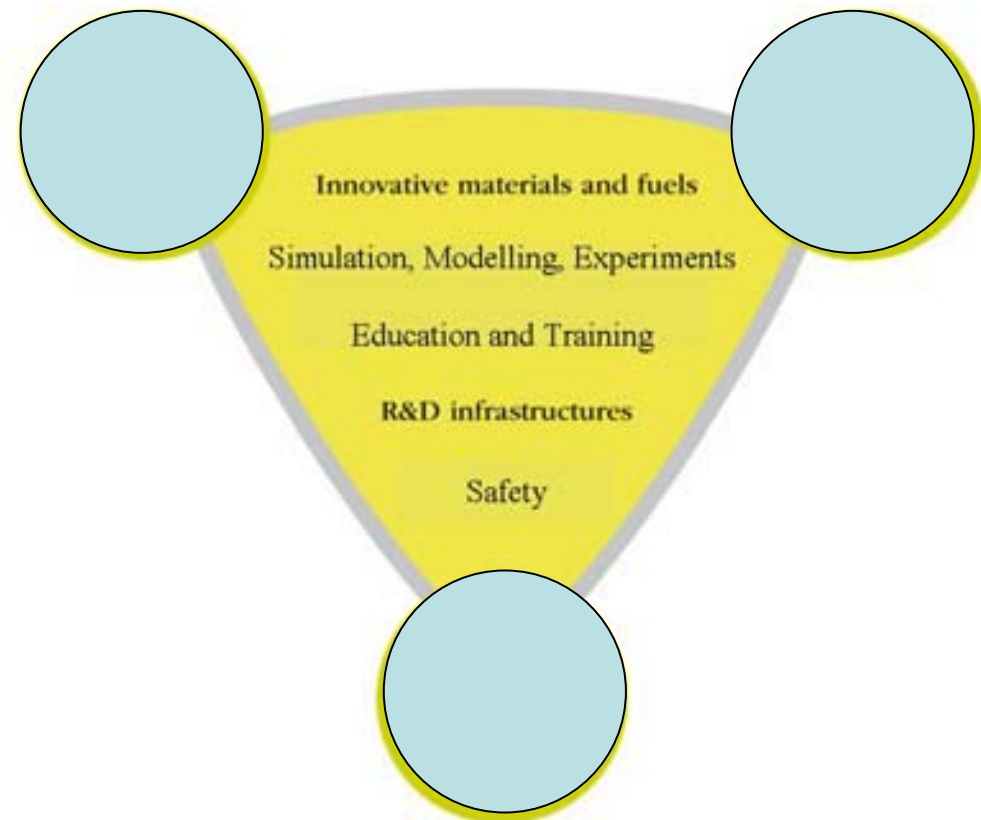 Innovative materials and fuels
Simulation, Modelling, Experiments
Education and Training
R&D infrastructures
Safety